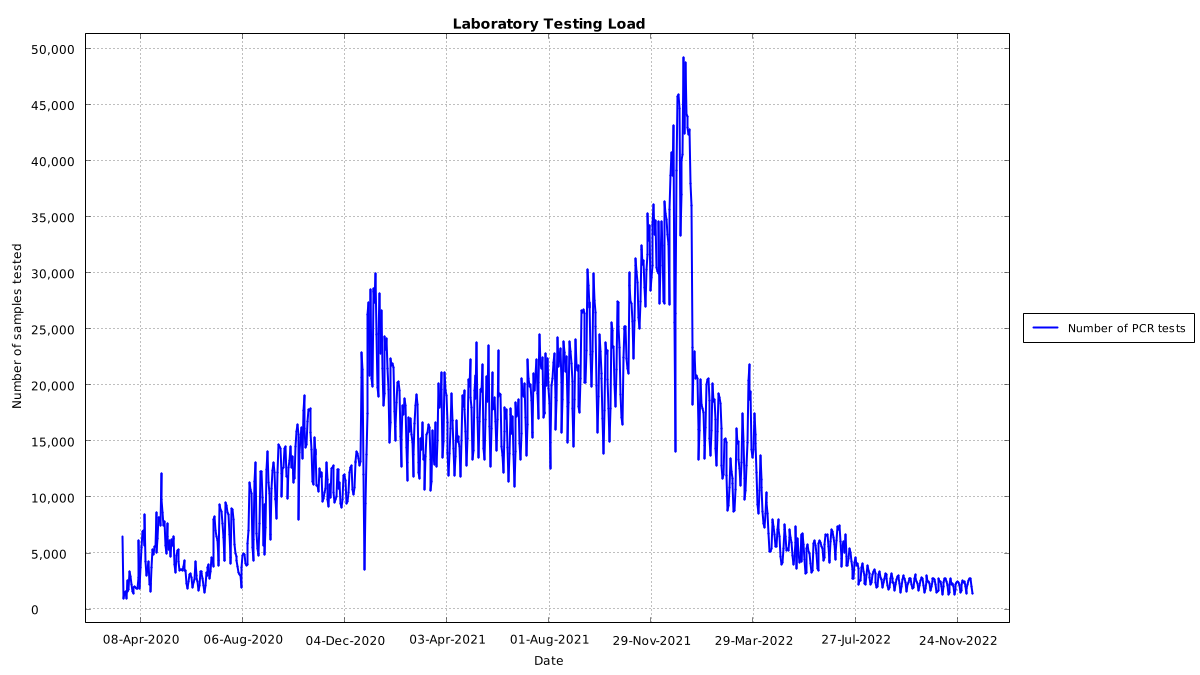 Laboratory Testing Load
50,000
45,000
40,000
35,000
30,000
25,000
20,000
15,000
10,000
5,000
0
Number of samples tested
08-Apr-2020 06-Aug-2020 04-Dec-2020 03-Apr-2021 01-Aug-2021 29-Nov-2021 29-Mar-2022 27-Jul-2022 24-Nov-2022
Date
Number of PCR tests